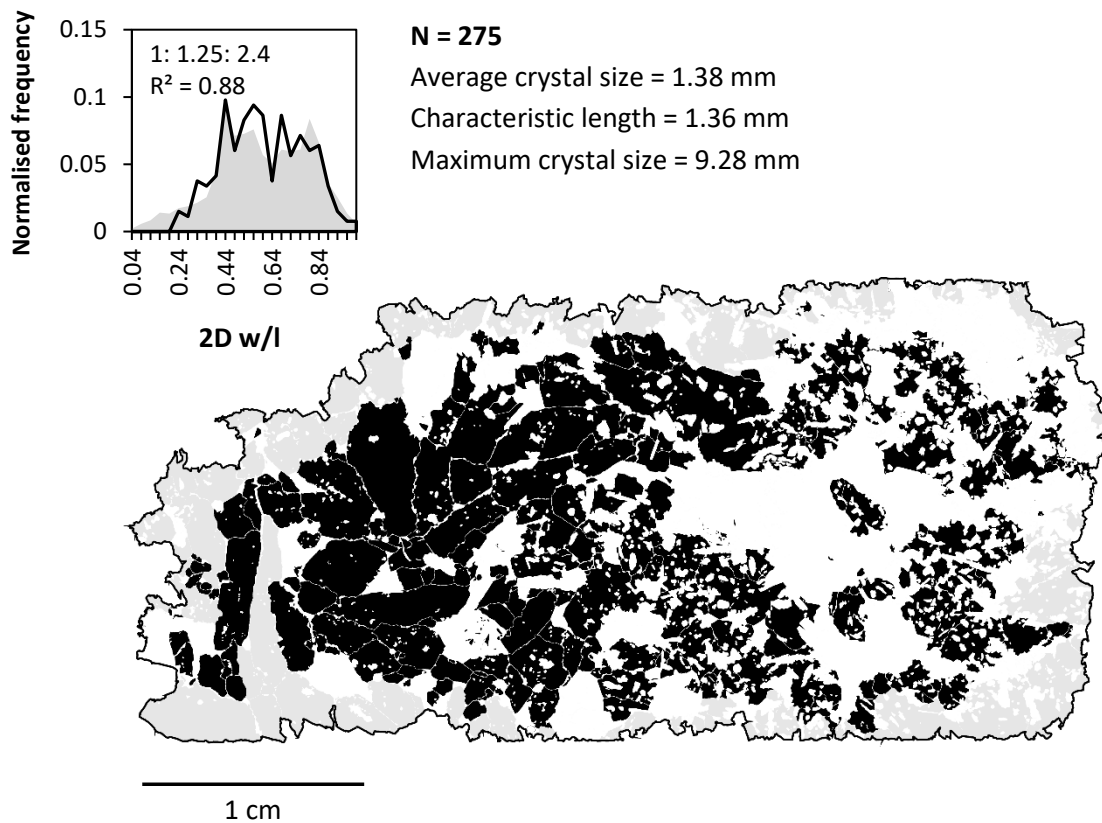 0.15
0.1
0.05
0
Normalised frequency
1: 1.25: 2.4
R² = 0.88
0.04
0.24
0.44
0.64
0.84
2D w/l
N = 275
Average crystal size = 1.38 mm
Characteristic length = 1.36 mm
Maximum crystal size = 9.28 mm
1 cm